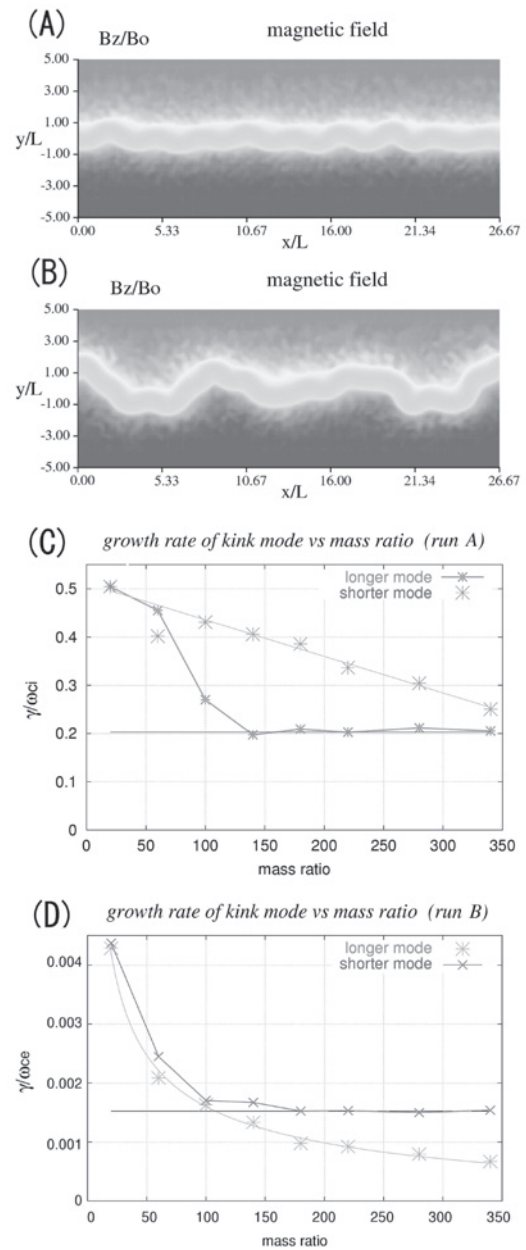 (A)
Bz/Bo magnetic field
5.00
3.00
1.00
y/L
-1.00
-3.00
-5.00
0.00 5.33 10.67 16.00 21.34 26.67
x/L
(B)
Bz/Bo magnetic field
5.00
3.00
1.00
y/L
-1.00
-3.00
-5.00
0.00 5.33 10.67 16.00 21.34 26.67
x/L
(C) growth rate of kink mode vs mass ratio (run A)
longer mode
shorter mode
0.5
0.4
0.3
0.2
0.1
0
γ/ωci
0 50 100 150 200 250 300 350
mass ratio
(D) growth rate of kink mode vs mass ratio (run B)
longer mode
shorter mode
0.004
0.003
0.002
0.001
0
γ/ωce
0 50 100 150 200 250 300 350
mass ratio